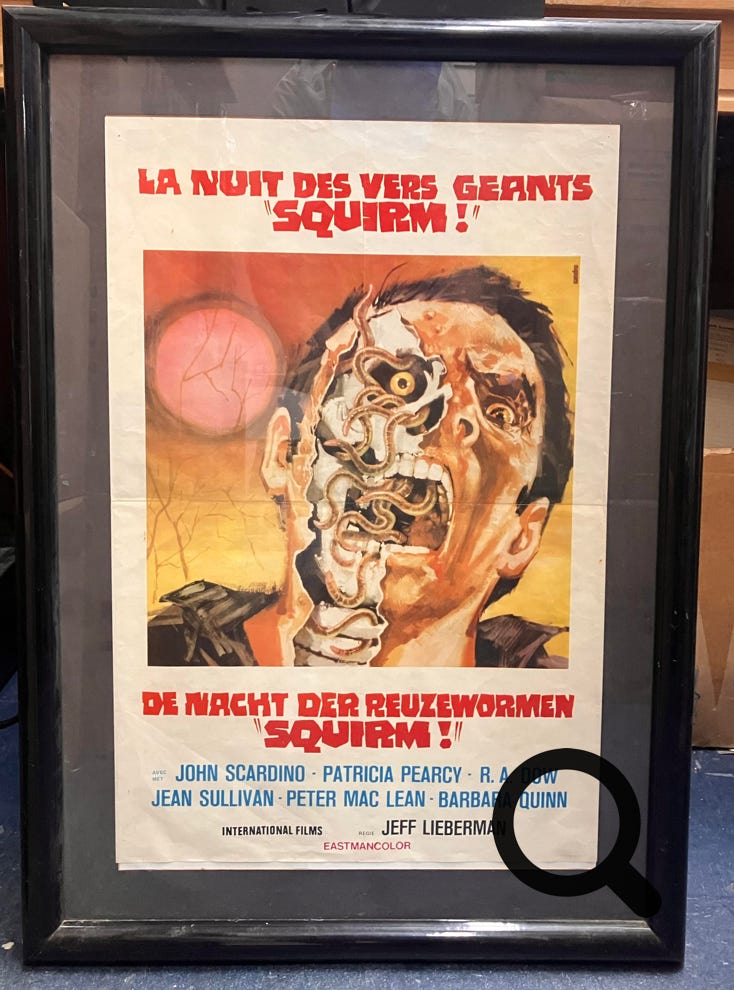 LA NUIT DES VERS GEANTS
"SQUIRM!"
DE NACHT DER REUZEWORMEN
"SQUIRM!"
AVEC
MET
JOHN SCARDINO · PATRICIA PEARCY · R. A. DOW
JEAN SULLIVAN · PETER MAC LEAN · BARBARA QUINN
INTERNATIONAL FILMS REGIE JEFF LIEBERMAN
EASTMANCOLOR